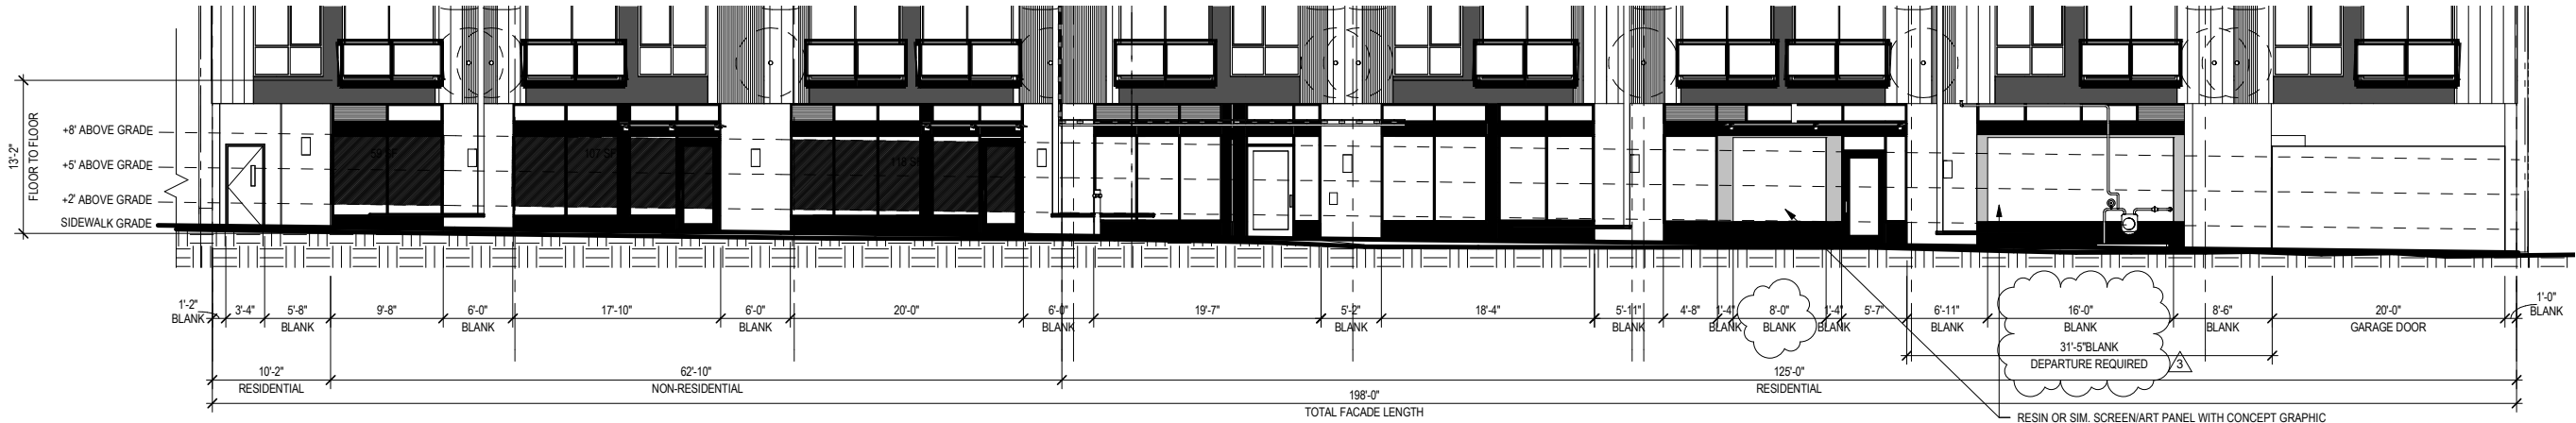 13'-2"
FLOOR TO FLOOR
+8' ABOVE GRADE
+5' ABOVE GRADE
+2' ABOVE GRADE
SIDEWALK GRADE
1'-2"
BLANK
3'-4"
5'-8"
BLANK
9'-8"
6'-0"
BLANK
17'-10"
6'-0"
BLANK
20'-0"
6'-0"
BLANK
19'-7"
5'-2"
BLANK
18'-4"
5'-11"
BLANK
4'-8"
1'-4"
8'-0"
BLANK
1'-4"
BLANK
5'-7"
6'-11"
BLANK
16'-0"
BLANK
8'-6"
BLANK
20'-0"
GARAGE DOOR
1'-0"
BLANK
31'-5"BLANK
DEPARTURE REQUIRED
3
10'-2"
RESIDENTIAL
62'-10"
NON-RESIDENTIAL
125'-0"
RESIDENTIAL
198'-0"
TOTAL FACADE LENGTH
RESIN OR SIM. SCREEN/ART PANEL WITH CONCEPT GRAPHIC